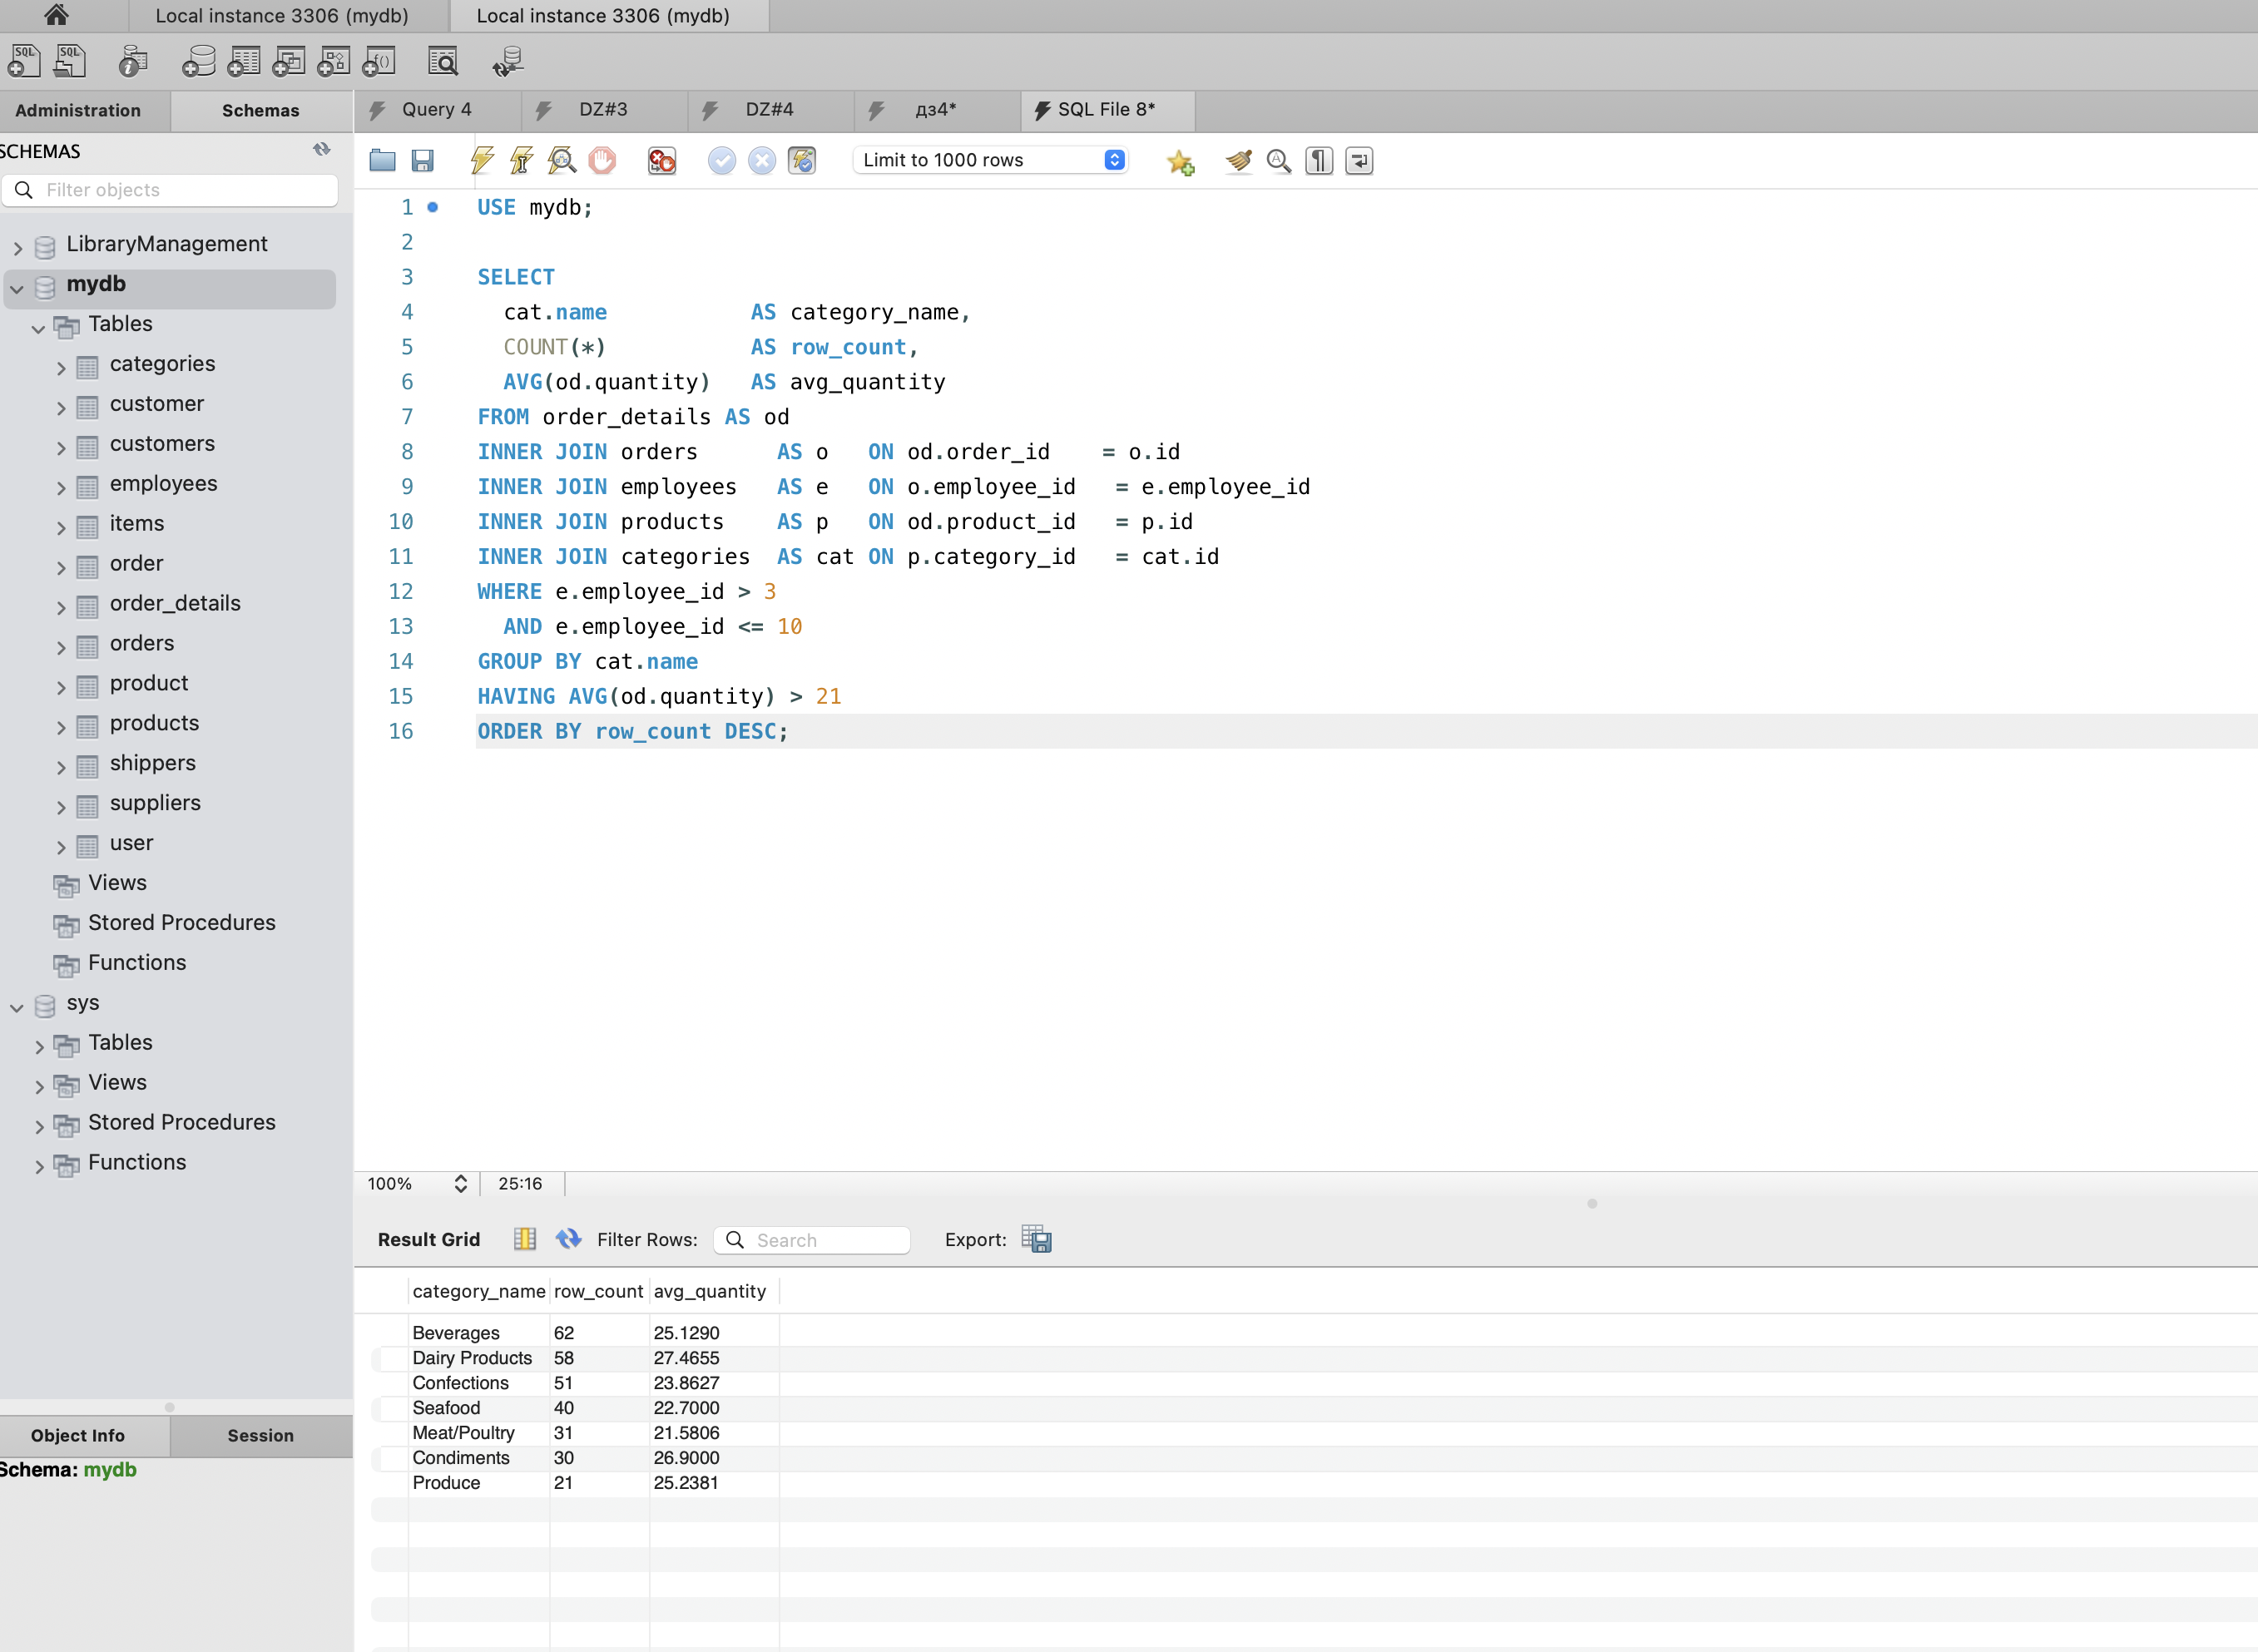 Local instance 3306 (mydb) Local instance 3306 (mydb)
SQL SQL
Administration Schemas Query 4 DZ#3 DZ#4 дз4* SQL File 8*
SCHEMAS
Limit to 1000 rows
Filter objects
LibraryManagement
mydb
Tables
categories
customer
customers
employees
items
order
order_details
orders
product
products
shippers
suppliers
user
Views
Stored Procedures
Functions
sys
Tables
Views
Stored Procedures
Functions
Object Info Session
Schema: mydb
1 USE mydb;
2
3 SELECT
4 cat.name AS category_name,
5 COUNT(*) AS row_count,
6 AVG(od.quantity) AS avg_quantity
7 FROM order_details AS od
8 INNER JOIN orders AS o ON od.order_id = o.id
9 INNER JOIN employees AS e ON o.employee_id = e.employee_id
10 INNER JOIN products AS p ON od.product_id = p.id
11 INNER JOIN categories AS cat ON p.category_id = cat.id
12 WHERE e.employee_id > 3
13 AND e.employee_id <= 10
14 GROUP BY cat.name
15 HAVING AVG(od.quantity) > 21
16 ORDER BY row_count DESC;
100% 25:16
Result Grid Filter Rows: Search Export:
category_name row_count avg_quantity
Beverages 62 25.1290
Dairy Products 58 27.4655
Confections 51 23.8627
Seafood 40 22.7000
Meat/Poultry 31 21.5806
Condiments 30 26.9000
Produce 21 25.2381